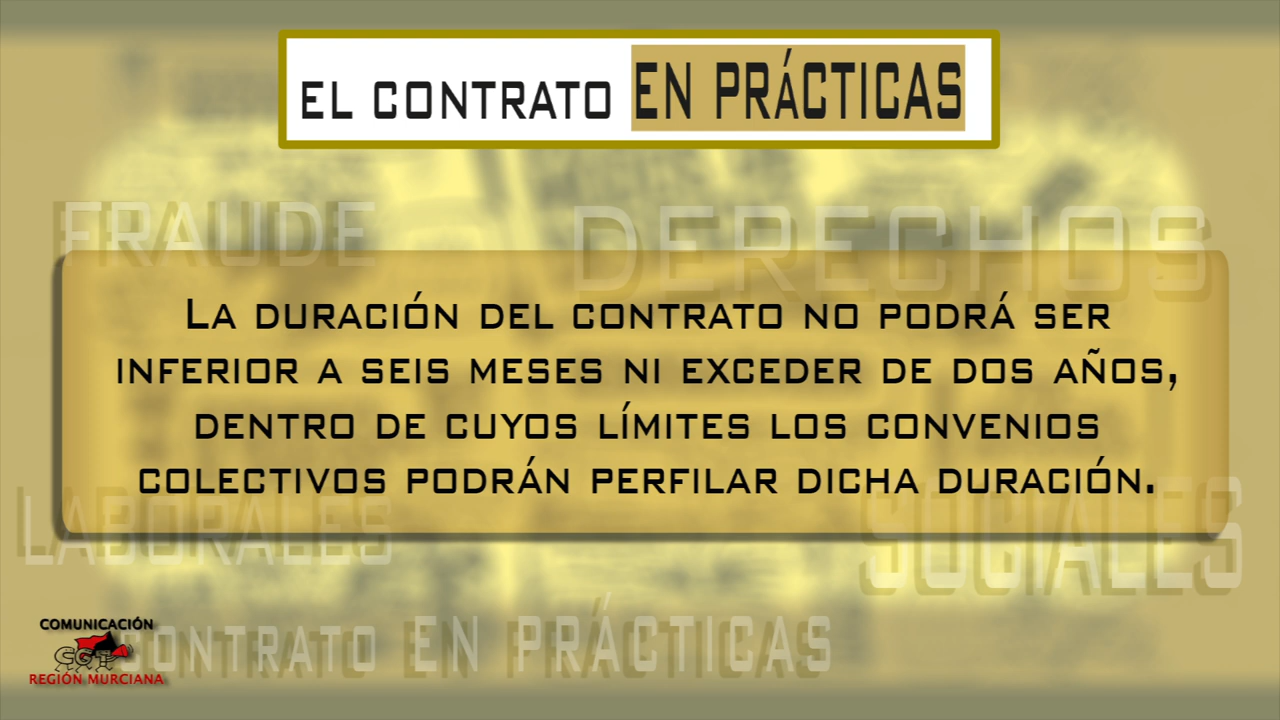 EL CONTRATO EN PRÁCTICAS
FRAUDE
DERECHOS
LA DURACIÓN DEL CONTRATO NO PODRÁ SER
INFERIOR A SEIS MESES NI EXCEDER DE DOS AÑOS,
DENTRO DE CUYOS LÍMITES LOS CONVENIOS
COLECTIVOS PODRÁN PERFILAR DICHA DURACIÓN.
LABORALES
SOCIALES
CONTRATO EN PRÁCTICAS
COMUNICACIÓN
CGT
REGIÓN MURCIANA